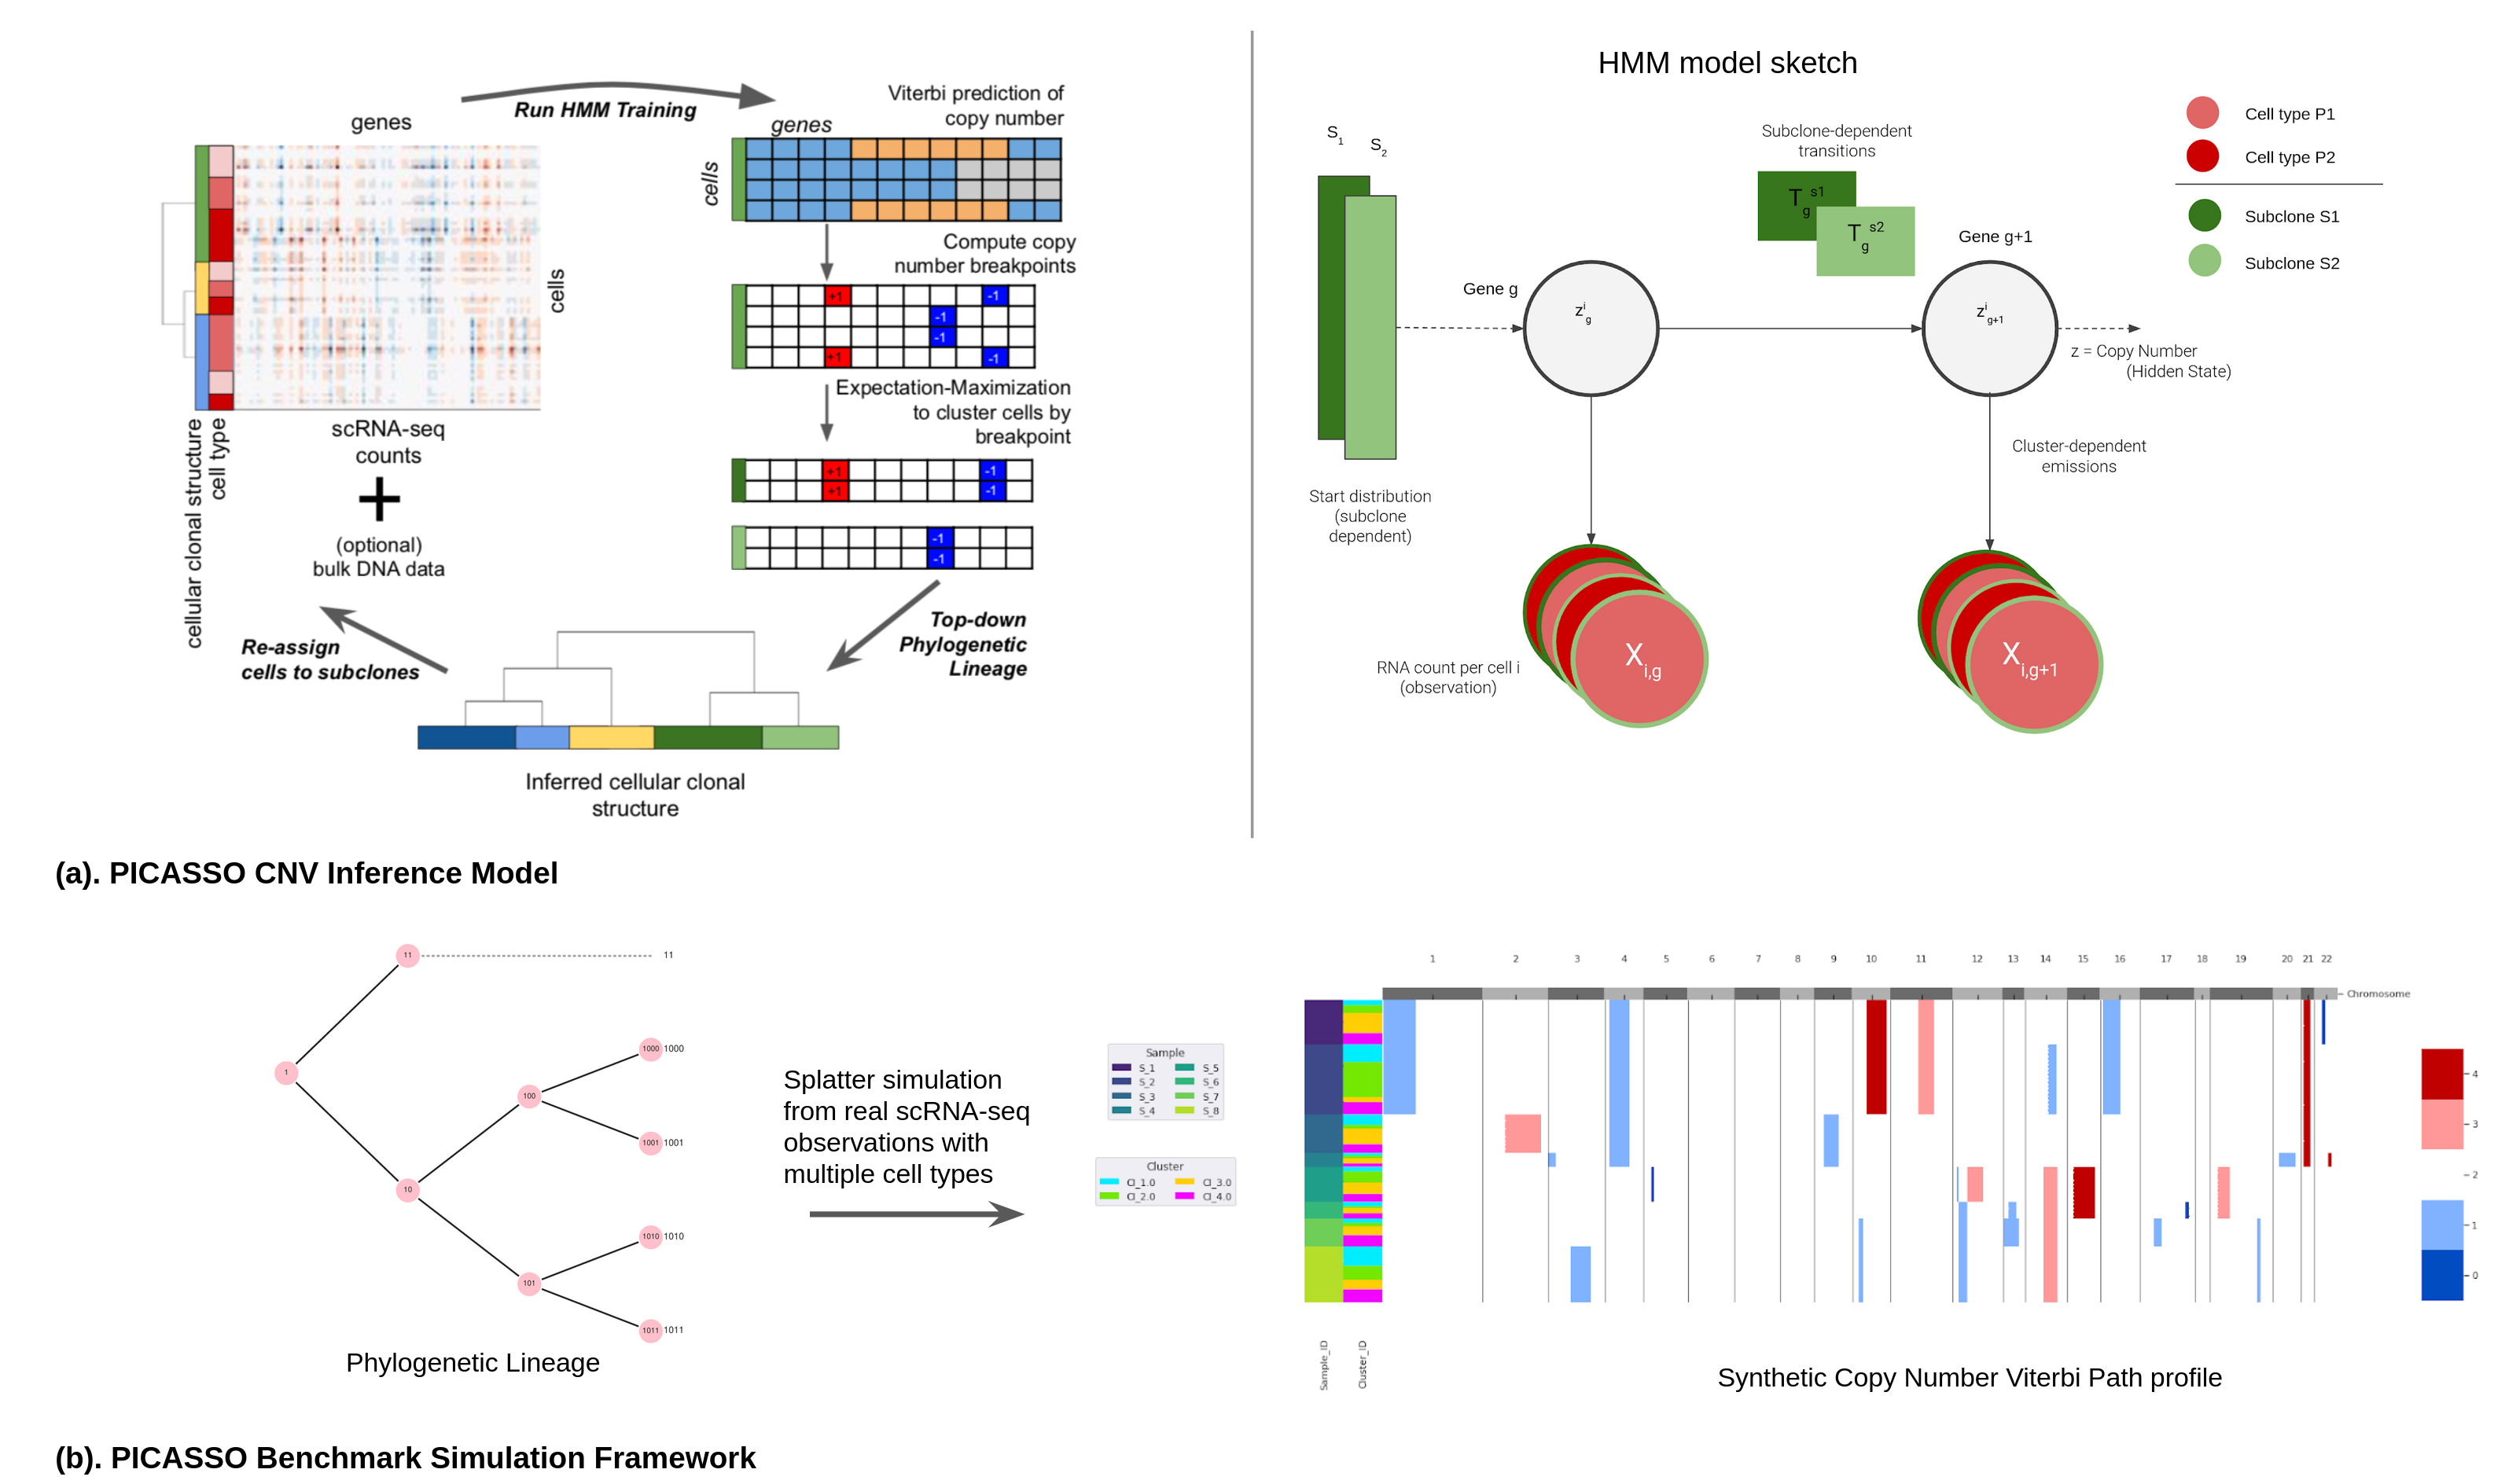 Run HMM Training
genes
Viterbi prediction of
copy number
genes
cells
cells
Compute copy
number breakpoints
+1
-1
-1
-1
+1
-1
Expectation-Maximization
to cluster cells by
breakpoint
+1
-1
+1
-1
-1
-1
cellular clonal structure
cell type
scRNA-seq
counts
+
(optional)
bulk DNA data
Re-assign
cells to subclones
Top-down
Phylogenetic
Lineage
Inferred cellular clonal
structure
HMM model sketch
S1
S2
Subclone-dependent
transitions
Tg s1
Tg s2
Cell type P1
Cell type P2
Subclone S1
Subclone S2
Gene g
Gene g+1
z i g
z i g+1
z = Copy Number
(Hidden State)
Cluster-dependent
emissions
Start distribution
(subclone
dependent)
RNA count per cell i
(observation)
X i,g
X i,g+1
(a). PICASSO CNV Inference Model
11
11
1
1000
1000
100
1001
1001
10
1010
1010
101
1011
1011
Phylogenetic Lineage
Splatter simulation
from real scRNA-seq
observations with
multiple cell types
Sample
S_1 S_5
S_2 S_6
S_3 S_7
S_4 S_8
Cluster
Cl_1.0 Cl_3.0
Cl_2.0 Cl_4.0
1 2 3 4 5 6 7 8 9 10 11 12 13 14 15 16 17 18 19 20 21 22
Chromosome
4
3
2
1
0
Sample_ID
Cluster_ID
Synthetic Copy Number Viterbi Path profile
(b). PICASSO Benchmark Simulation Framework